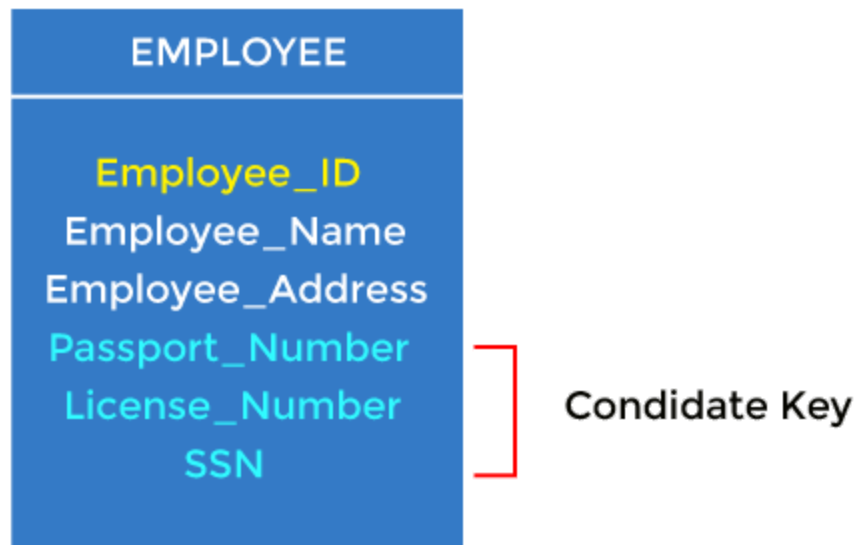 EMPLOYEE
Employee_ID
Employee_Name
Employee_Address
Passport_Number
License_Number
SSN
Condidate Key